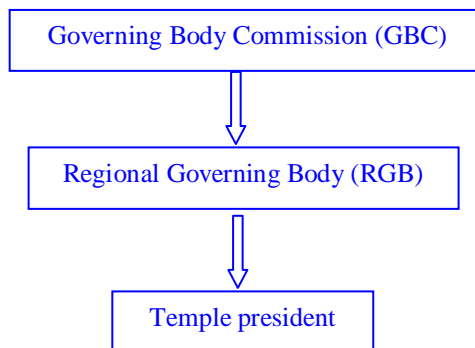 Governing Body Commission (GBC)
Regional Governing Body (RGB)
Temple president